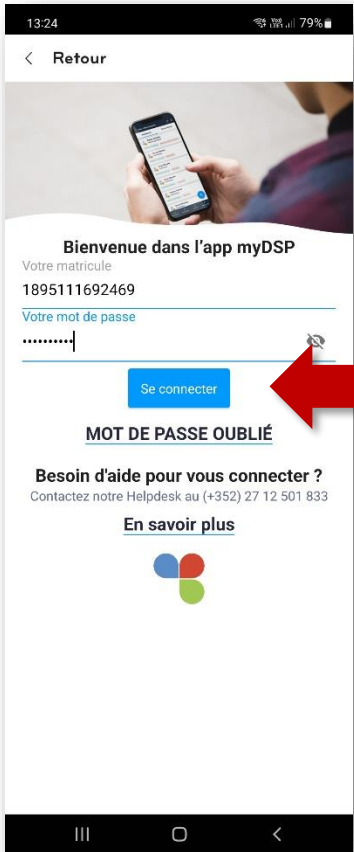 13:24 79%
Retour
Bienvenue dans l'app myDSP
Votre matricule
1895111692469
Votre mot de passe
••••••••••
Se connecter
MOT DE PASSE OUBLIÉ
Besoin d'aide pour vous connecter ?
Contactez notre Helpdesk au (+352) 27 12 501 833
En savoir plus